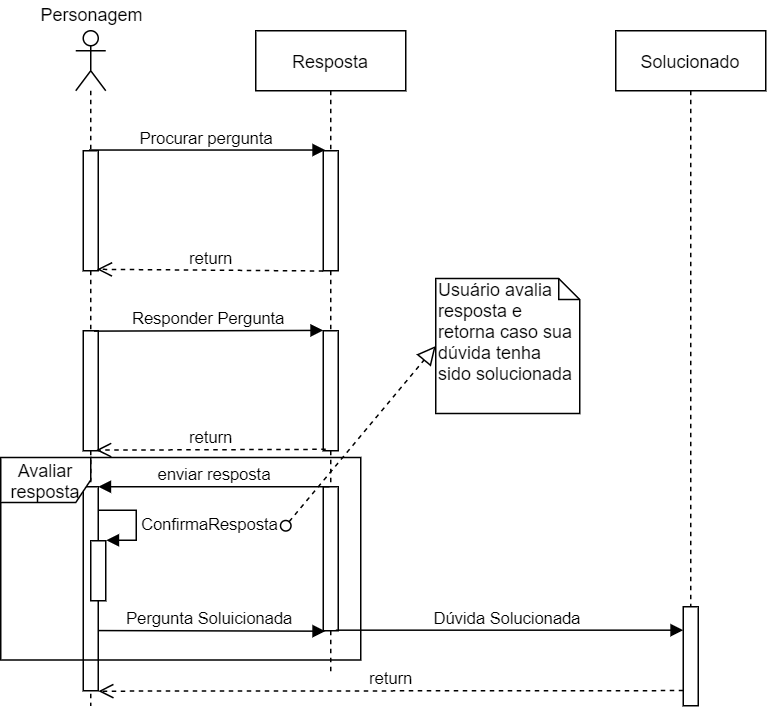 Personagem
Resposta
Solucionado
Procurar pergunta
return
Usuário avalia
resposta e
retorna caso sua
dúvida tenha
sido solucionada
Responder Pergunta
return
Avaliar
resposta
enviar resposta
ConfirmaResposta
Pergunta Soluicionada
Dúvida Solucionada
return